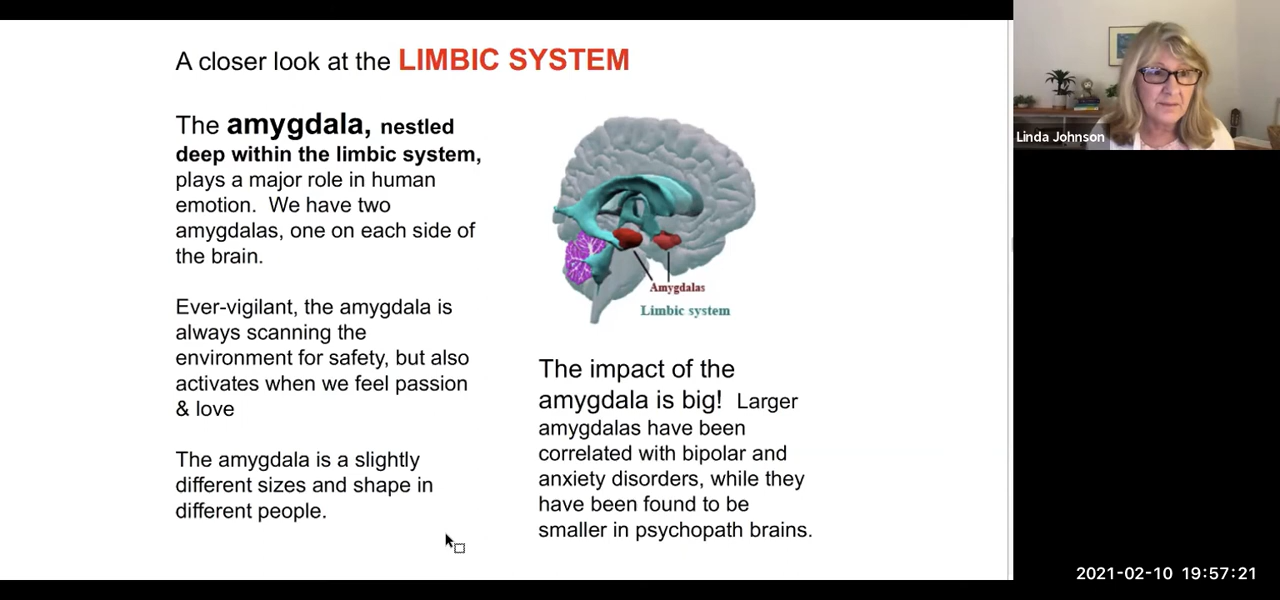 A closer look at the LIMBIC SYSTEM
The amygdala, nestled
deep within the limbic system,
plays a major role in human
emotion.  We have two
amygdalas, one on each side of
the brain.
Ever-vigilant, the amygdala is
always scanning the
environment for safety, but also
activates when we feel passion
& love
The amygdala is a slightly
different sizes and shape in
different people.
Amygdalas
Limbic system
The impact of the
amygdala is big!  Larger
amygdalas have been
correlated with bipolar and
anxiety disorders, while they
have been found to be
smaller in psychopath brains.
Linda Johnson
2021-02-10 19:57:21